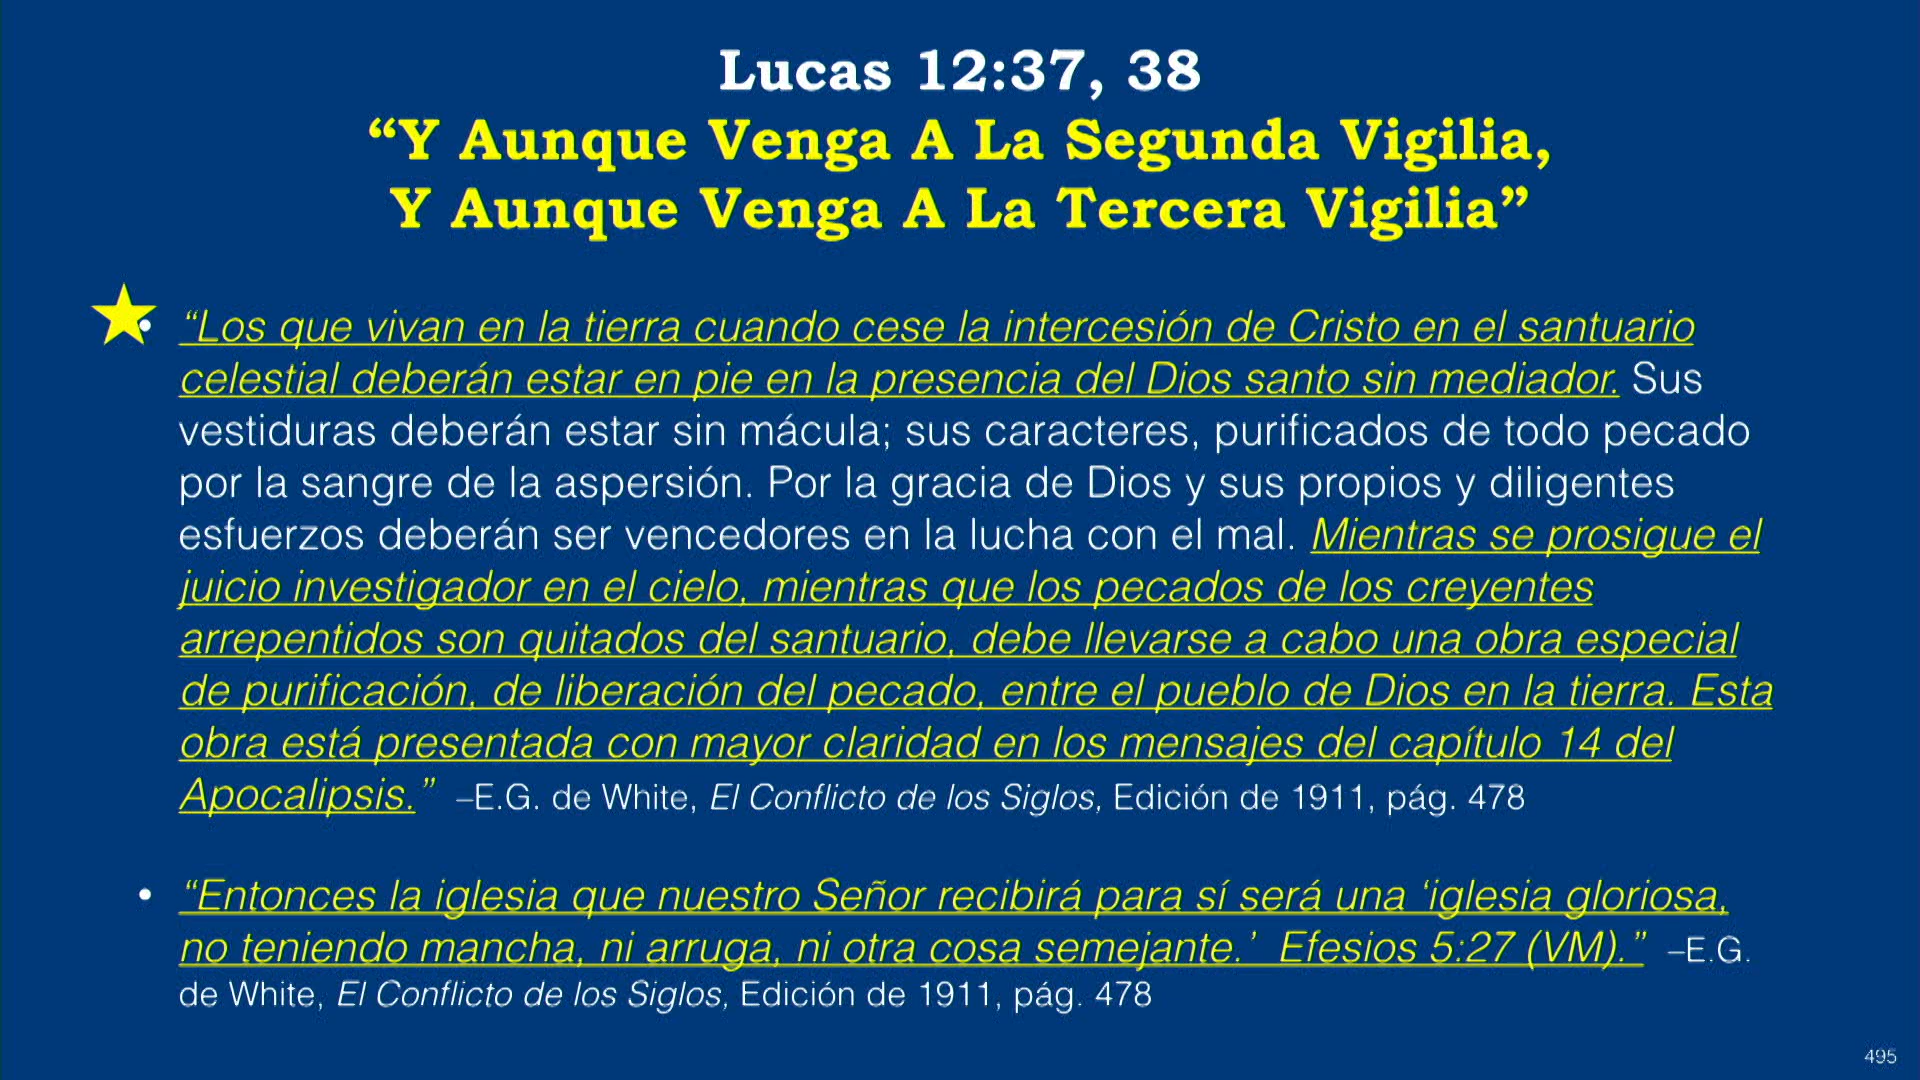 Lucas 12:37, 38
“Y Aunque Venga A La Segunda Vigilia,
Y Aunque Venga A La Tercera Vigilia”
• “Los que vivan en la tierra cuando cese la intercesión de Cristo en el santuario
celestial deberán estar en pie en la presencia del Dios santo sin mediador. Sus
vestiduras deberán estar sin mácula; sus caracteres, purificados de todo pecado
por la sangre de la aspersión. Por la gracia de Dios y sus propios y diligentes
esfuerzos deberán ser vencedores en la lucha con el mal. Mientras se prosigue el
juicio investigador en el cielo, mientras que los pecados de los creyentes
arrepentidos son quitados del santuario, debe llevarse a cabo una obra especial
de purificación, de liberación del pecado, entre el pueblo de Dios en la tierra. Esta
obra está presentada con mayor claridad en los mensajes del capítulo 14 del
Apocalipsis.” –E.G. de White, El Conflicto de los Siglos, Edición de 1911, pág. 478
• “Entonces la iglesia que nuestro Señor recibirá para sí será una ‘iglesia gloriosa,
no teniendo mancha, ni arruga, ni otra cosa semejante.’ Efesios 5:27 (VM).” –E.G.
de White, El Conflicto de los Siglos, Edición de 1911, pág. 478
495